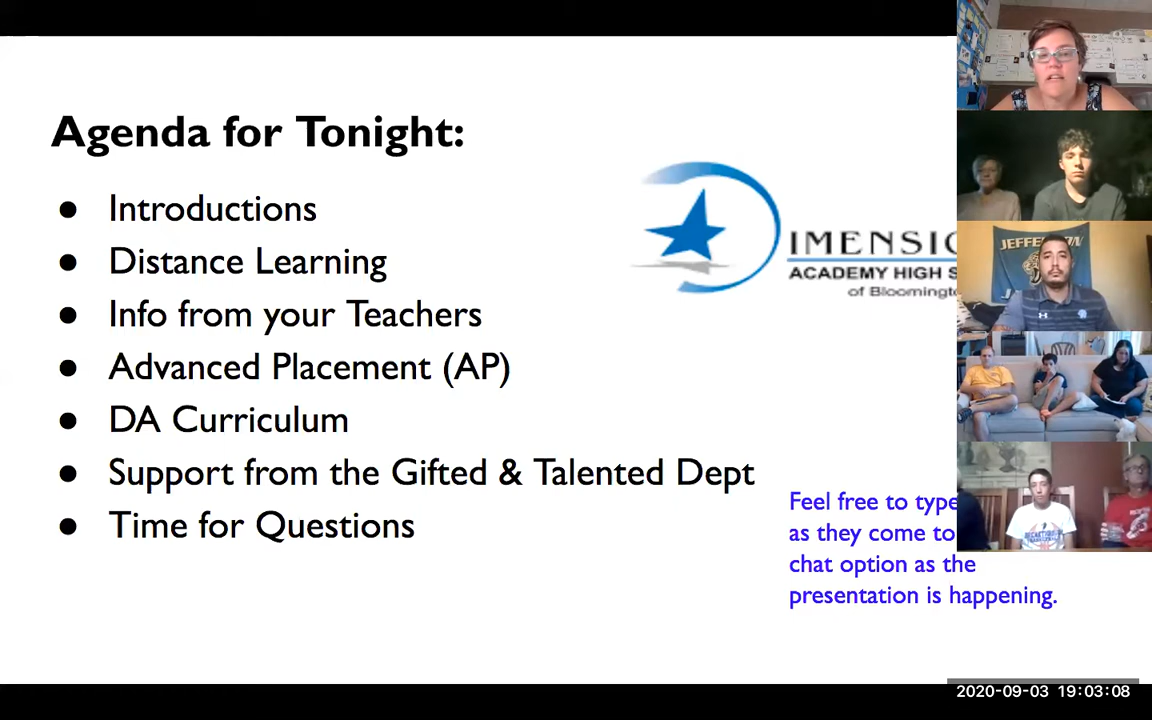 Agenda for Tonight:
● Introductions
● Distance Learning
● Info from your Teachers
● Advanced Placement (AP)
● DA Curriculum
● Support from the Gifted & Talented Dept
● Time for Questions
IMENSIO
ACADEMY HIGH S
of Bloomington
Feel free to type
as they come to
chat option as the
presentation is happening.
JEFFERSON
2020-09-03 19:03:08